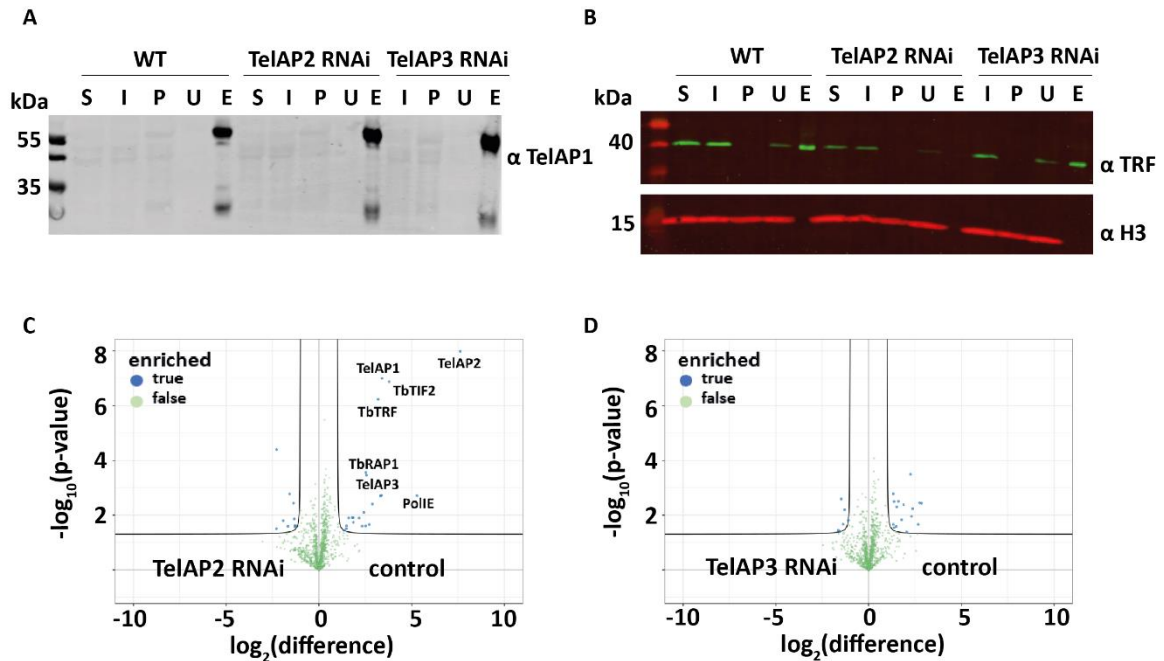 A
WT TelAP2 RNAi TelAP3 RNAi
kDa S I P U E S I P U E I P U E
55
35
α TelAP1
B
WT TelAP2 RNAi TelAP3 RNAi
kDa S I P U E S I P U E I P U E
40
α TRF
15
α H3
C
enriched
true
false
8
6
4
2
-log10(p-value)
TelAP2
TelAP1
TbTIF2
TbTRF
TbRAP1
TelAP3
PolIE
TelAP2 RNAi control
-10 -5 0 5 10
log2(difference)
D
enriched
true
false
8
6
4
2
-log10(p-value)
TelAP3 RNAi control
-10 -5 0 5 10
log2(difference)